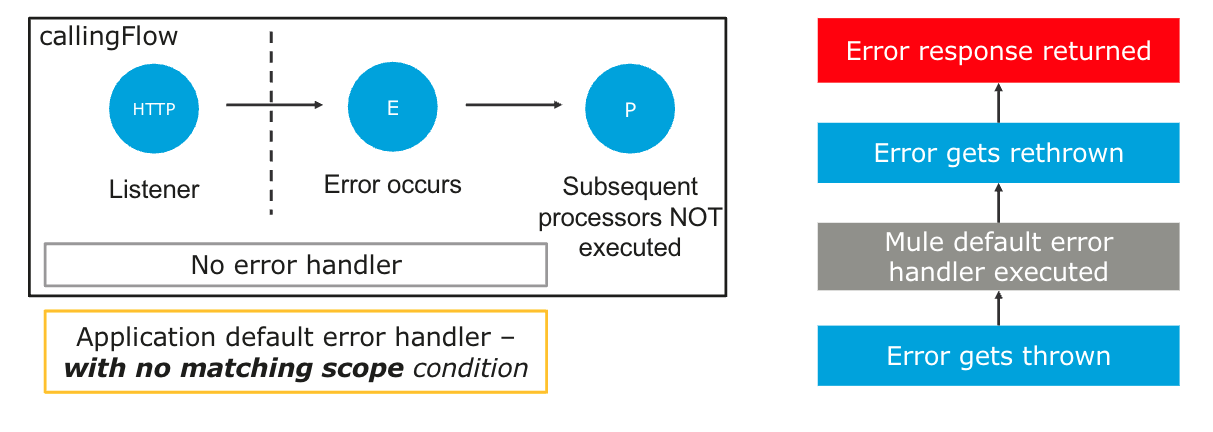 callingFlow
HTTP
E
P
Listener
Error occurs
Subsequent
processors NOT
executed
No error handler
Application default error handler –
with no matching scope condition
Error response returned
Error gets rethrown
Mule default error
handler executed
Error gets thrown